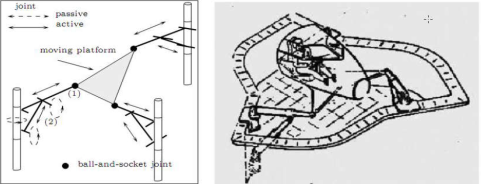 joint
passive
active
moving platform
(1)
(2)
ball-and-socket joint